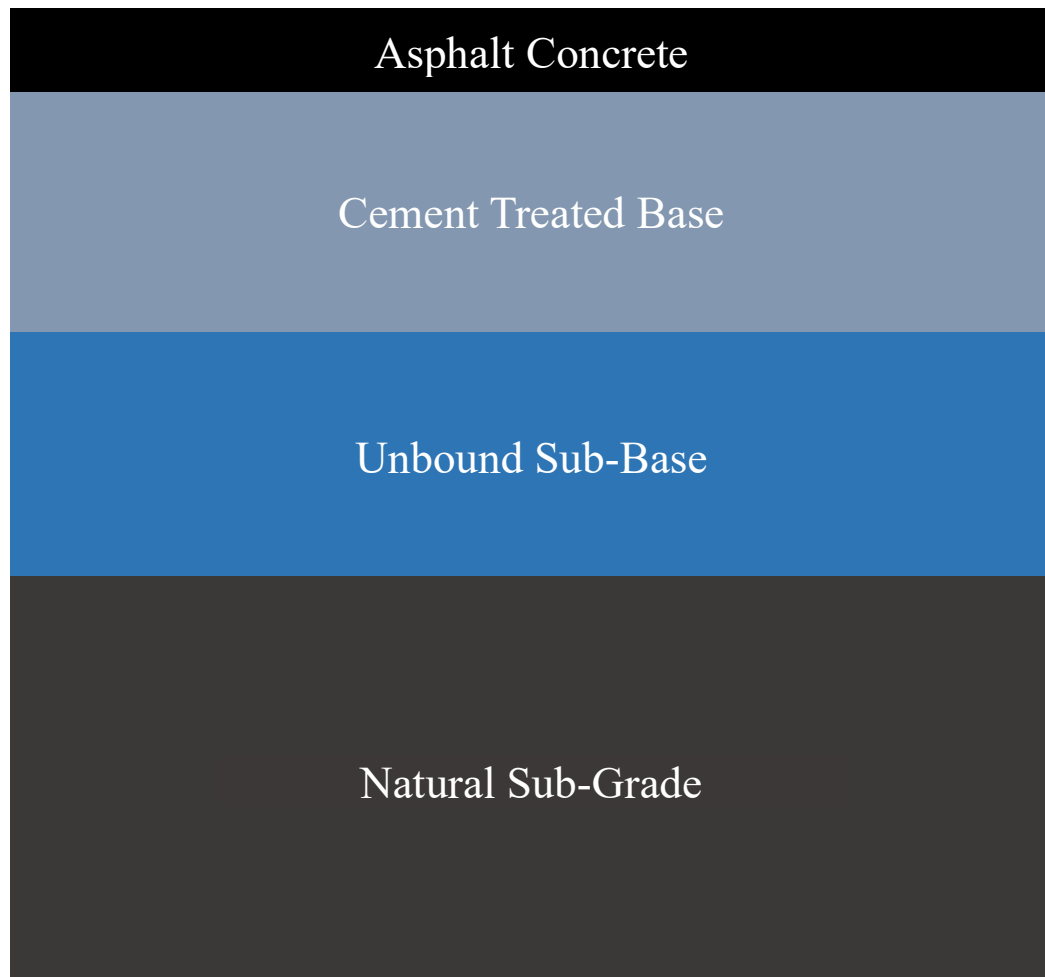 Asphalt Concrete
Cement Treated Base
Unbound Sub-Base
Natural Sub-Grade